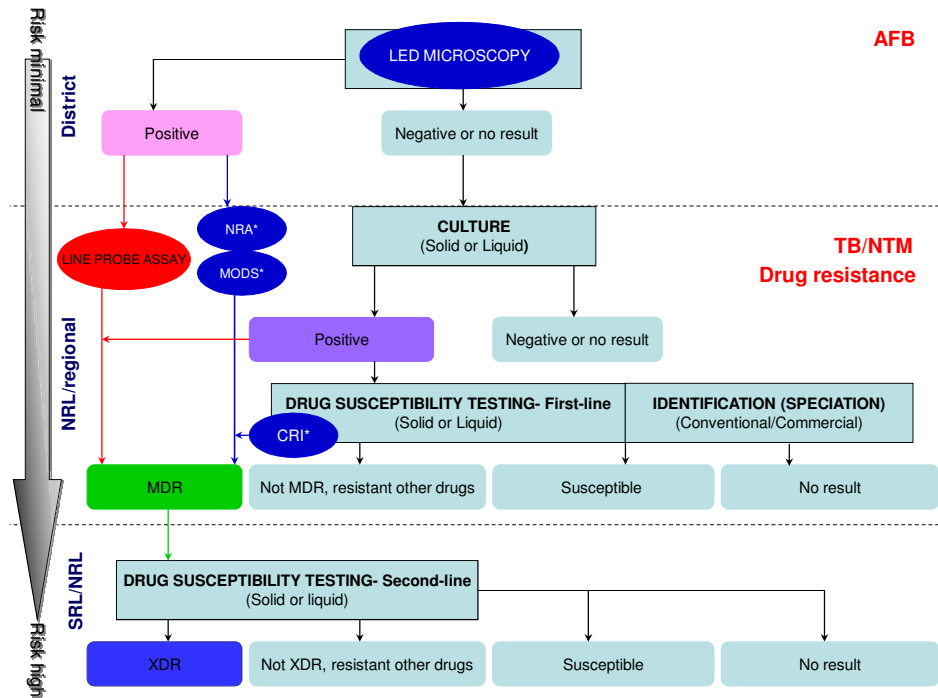 Risk minimal
District
LED MICROSCOPY
AFB
Positive
Negative or no result
NRL/regional
LINE PROBE ASSAY
NRA*
MODS*
CULTURE
(Solid or Liquid)
TB/NTM
Drug resistance
Positive
Negative or no result
DRUG SUSCEPTIBILITY TESTING- First-line
(Solid or Liquid)
IDENTIFICATION (SPECIATION)
(Conventional/Commercial)
CRI*
MDR
Not MDR, resistant other drugs
Susceptible
No result
SRL/NRL
DRUG SUSCEPTIBILITY TESTING- Second-line
(Solid or liquid)
XDR
Not XDR, resistant other drugs
Susceptible
No result
Risk high